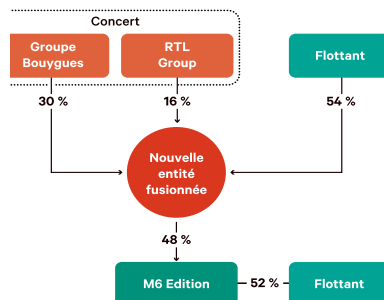 Concert
Groupe
Bouygues
RTL
Group
Flottant
30 %
16 %
54 %
Nouvelle
entité
fusionnée
48 %
M6 Edition
52 %
Flottant